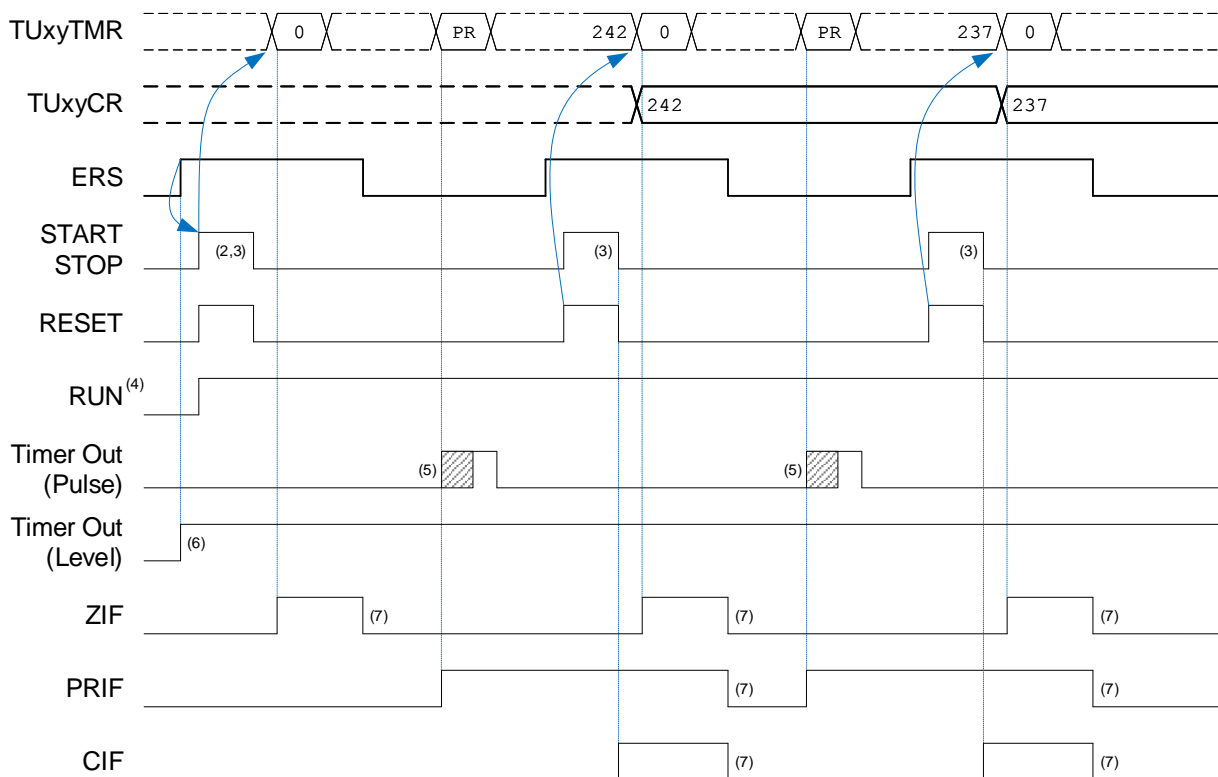 TUxyTMR 0 PR 242 0 PR 237 0
TUxyCR 242 237
ERS
START
STOP (2,3) (3) (3)
RESET
RUN (4)
Timer Out
(Pulse) (5) (5)
Timer Out
(Level) (6)
ZIF (7) (7) (7)
PRIF (7) (7)
CIF (7) (7)